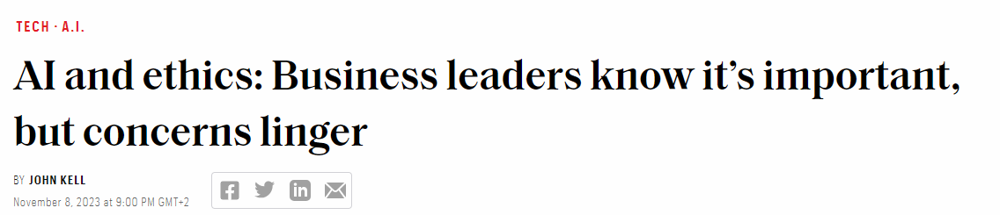 TECH · A.I.
AI and ethics: Business leaders know it’s important,
but concerns linger
BY JOHN KELL
November 8, 2023 at 9:00 PM GMT+2